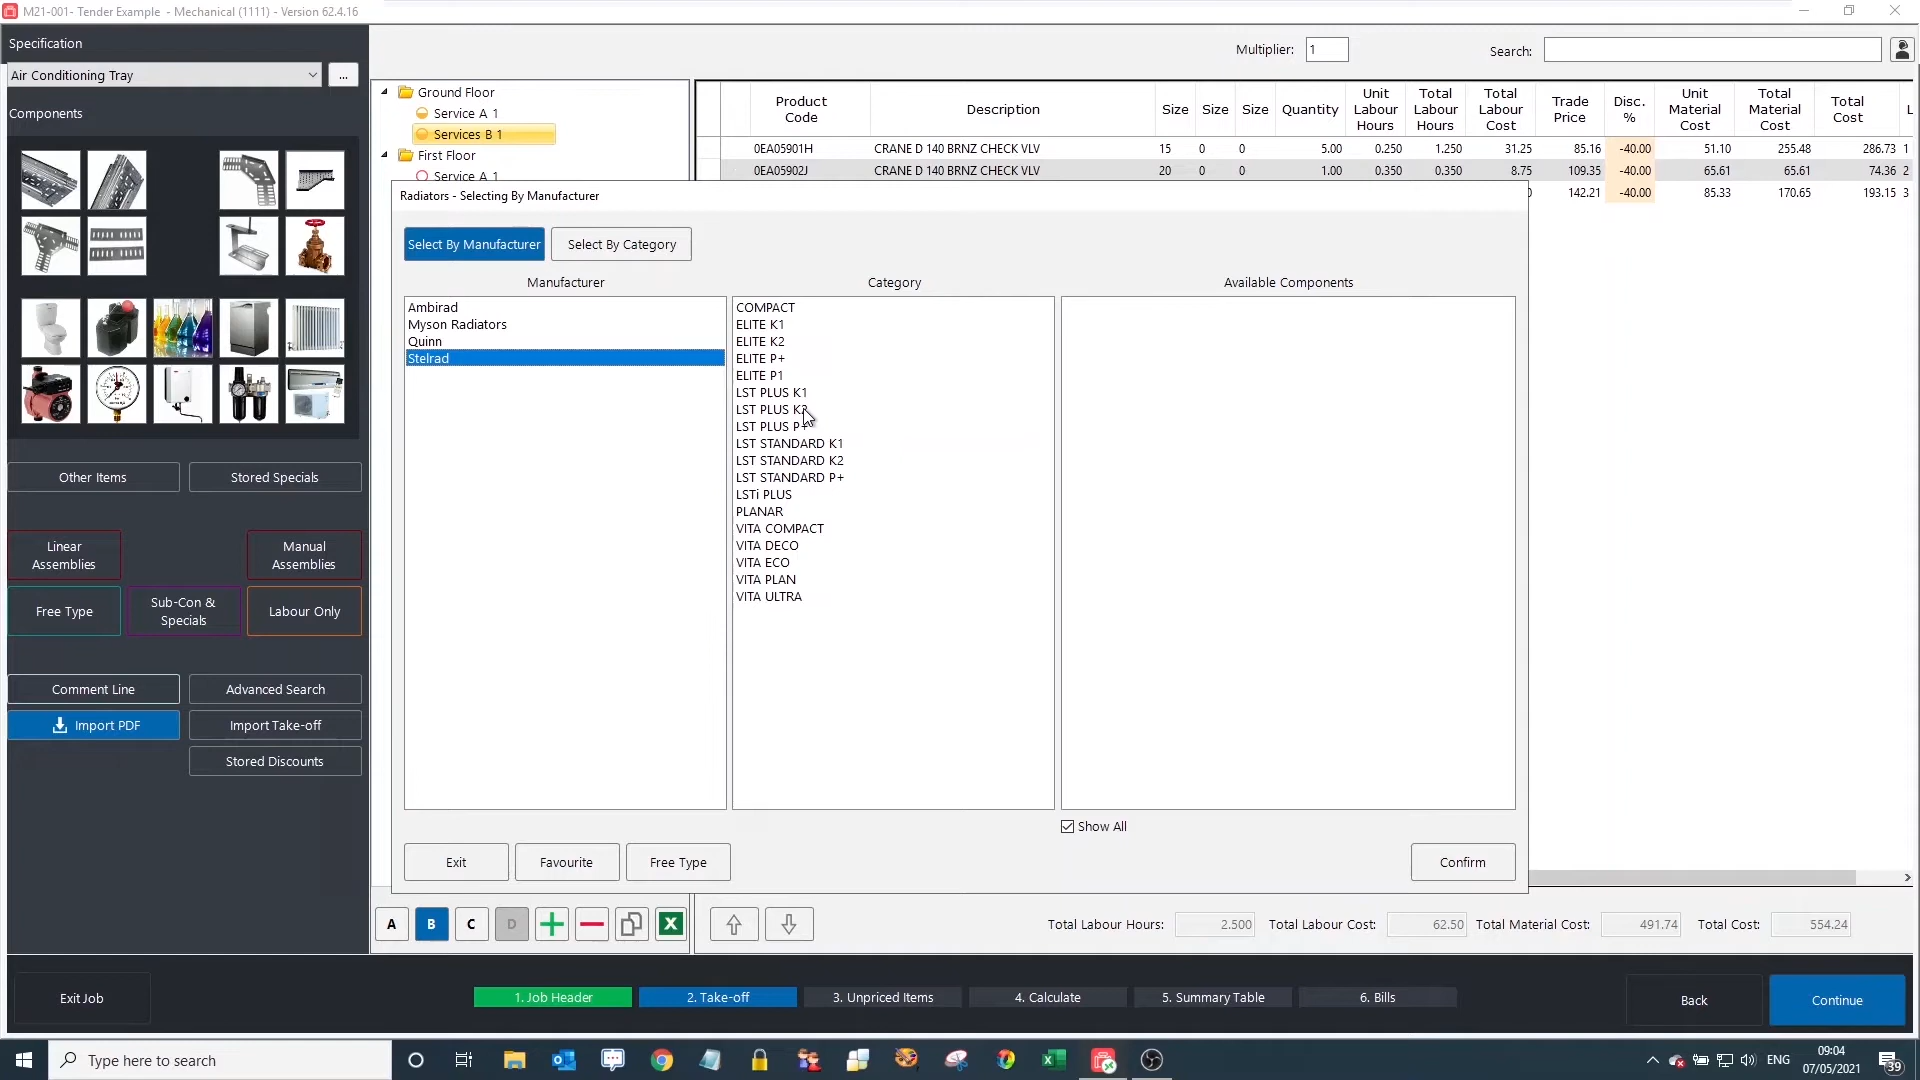 M21-001- Tender Example - Mechanical (1111) - Version 62.4.16
Specification
Air Conditioning Tray
...
Components
Other Items
Stored Specials
Linear
Assemblies
Manual
Assemblies
Free Type
Sub-Con &
Specials
Labour Only
Comment Line
Advanced Search
Import PDF
Import Take-off
Stored Discounts
Multiplier: 1
Search:
Ground Floor
Service A 1
Services B 1
First Floor
Service A 1
Product Code Description Size Size Size Quantity Unit Labour Hours Total Labour Hours Total Labour Cost Trade Price Disc. % Unit Material Cost Total Material Cost Total Cost L
0EA05901H CRANE D 140 BRNZ CHECK VLV 15 0 0 5.00 0.250 1.250 31.25 85.16 -40.00 51.10 255.48 286.73 1
0EA05902J CRANE D 140 BRNZ CHECK VLV 20 0 0 1.00 0.350 0.350 8.75 109.35 -40.00 65.61 65.61 74.36 2
0 142.21 -40.00 85.33 170.65 193.15 3
Radiators - Selecting By Manufacturer
Select By Manufacturer
Select By Category
Manufacturer
Ambirad
Myson Radiators
Quinn
Stelrad
Category
COMPACT
ELITE K1
ELITE K2
ELITE P+
ELITE P1
LST PLUS K1
LST PLUS K2
LST PLUS P+
LST STANDARD K1
LST STANDARD K2
LST STANDARD P+
LSTi PLUS
PLANAR
VITA COMPACT
VITA DECO
VITA ECO
VITA PLAN
VITA ULTRA
Available Components
Show All
Exit
Favourite
Free Type
Confirm
A B C D
Total Labour Hours: 2.500 Total Labour Cost: 62.50 Total Material Cost: 491.74 Total Cost: 554.24
Exit Job
1. Job Header
2. Take-off
3. Unpriced Items
4. Calculate
5. Summary Table
6. Bills
Back
Continue
Type here to search
ENG
09:04
07/05/2021
39